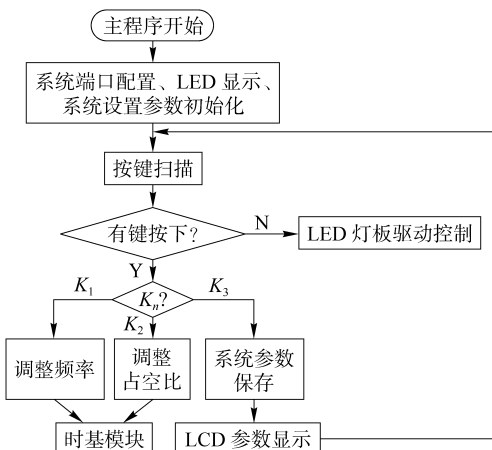 主程序开始
系统端口配置、LED 显示、
系统设置参数初始化
按键扫描
有键按下?
N
LED 灯板驱动控制
Y
K₁
Kₙ?
K₃
K₂
调整频率
调整
占空比
系统参数
保存
时基模块
LCD 参数显示